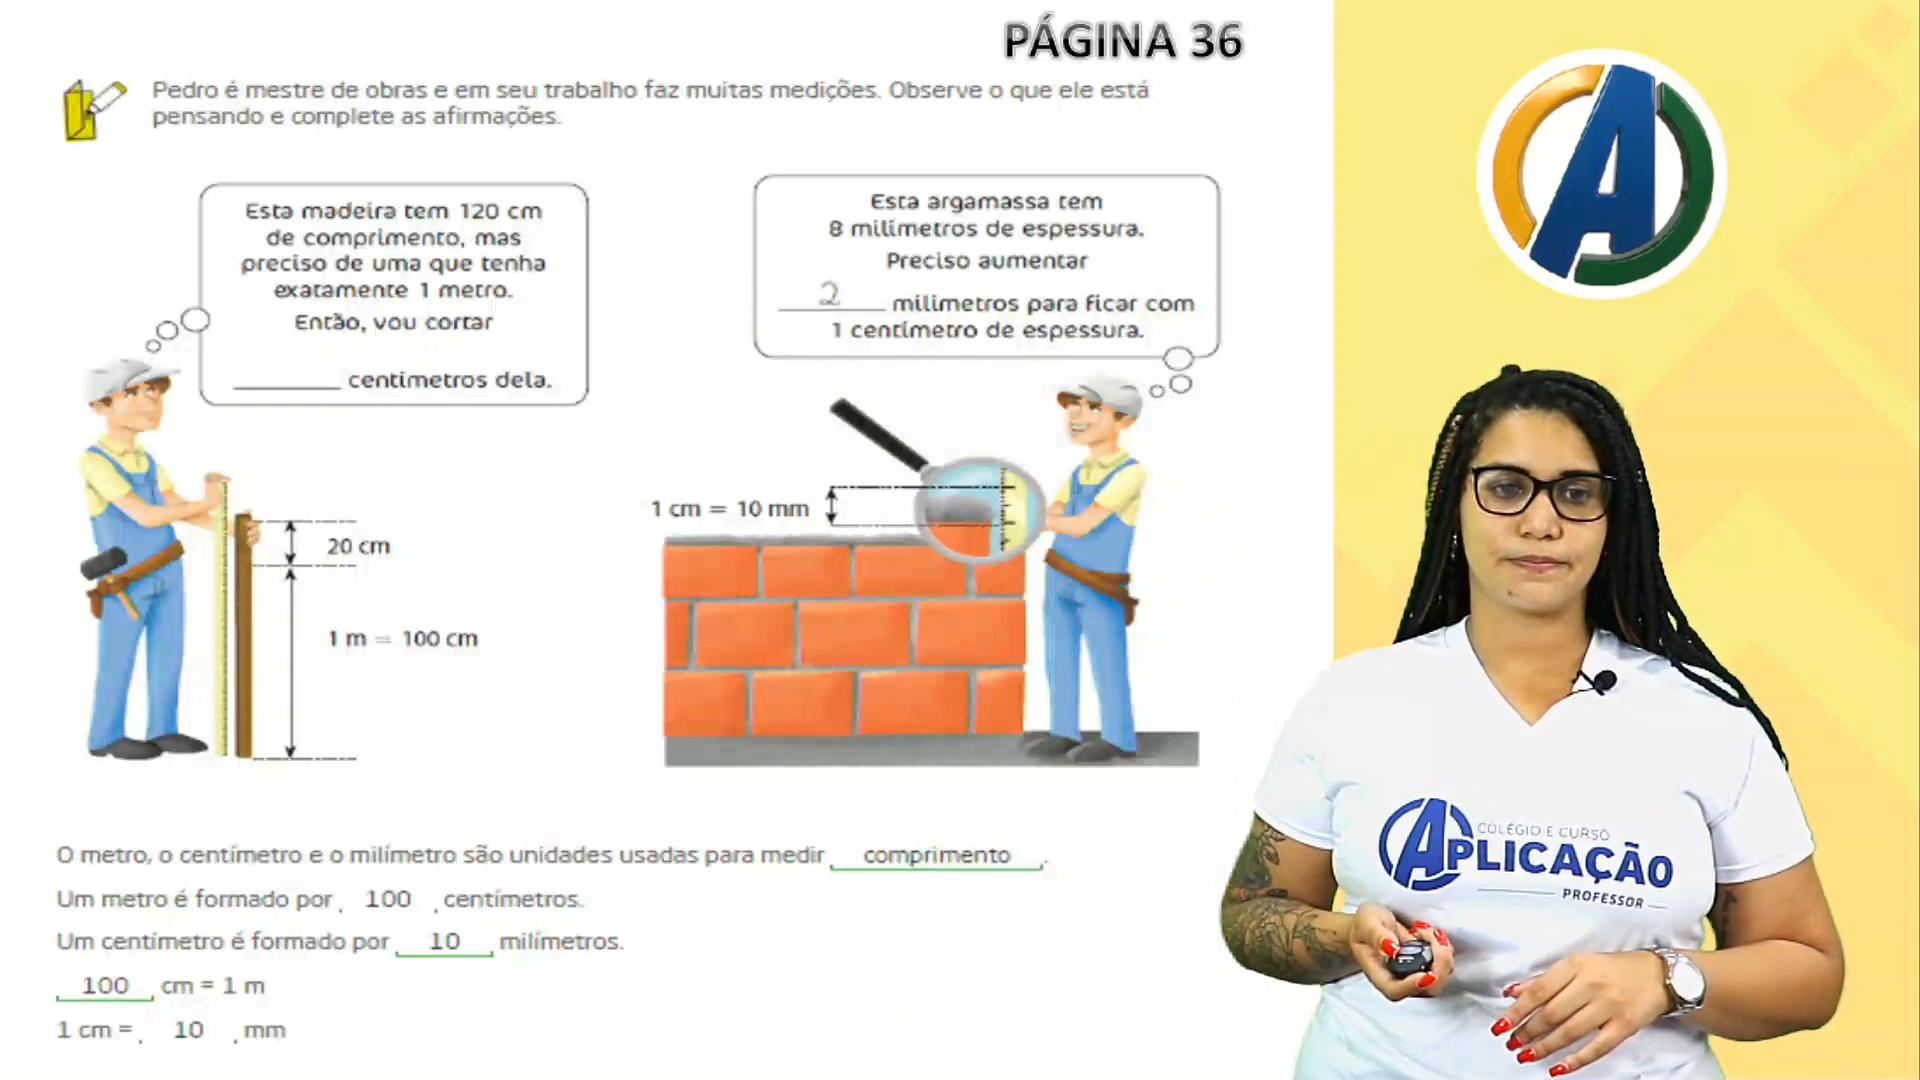 PÁGINA 36
Pedro é mestre de obras e em seu trabalho faz muitas medições. Observe o que ele está
pensando e complete as afirmações.
Esta madeira tem 120 cm
de comprimento, mas
preciso de uma que tenha
exatamente 1 metro.
Então, vou cortar
_________ centímetros dela.
Esta argamassa tem
8 milímetros de espessura.
Preciso aumentar
2 milímetros para ficar com
1 centímetro de espessura.
20 cm
1 m = 100 cm
1 cm = 10 mm
O metro, o centímetro e o milímetro são unidades usadas para medir comprimento.
Um metro é formado por 100 centímetros.
Um centímetro é formado por 10 milímetros.
100 cm = 1 m
1 cm = 10 mm
A
COLÉGIO E CURSO
APLICAÇÃO
PROFESSOR